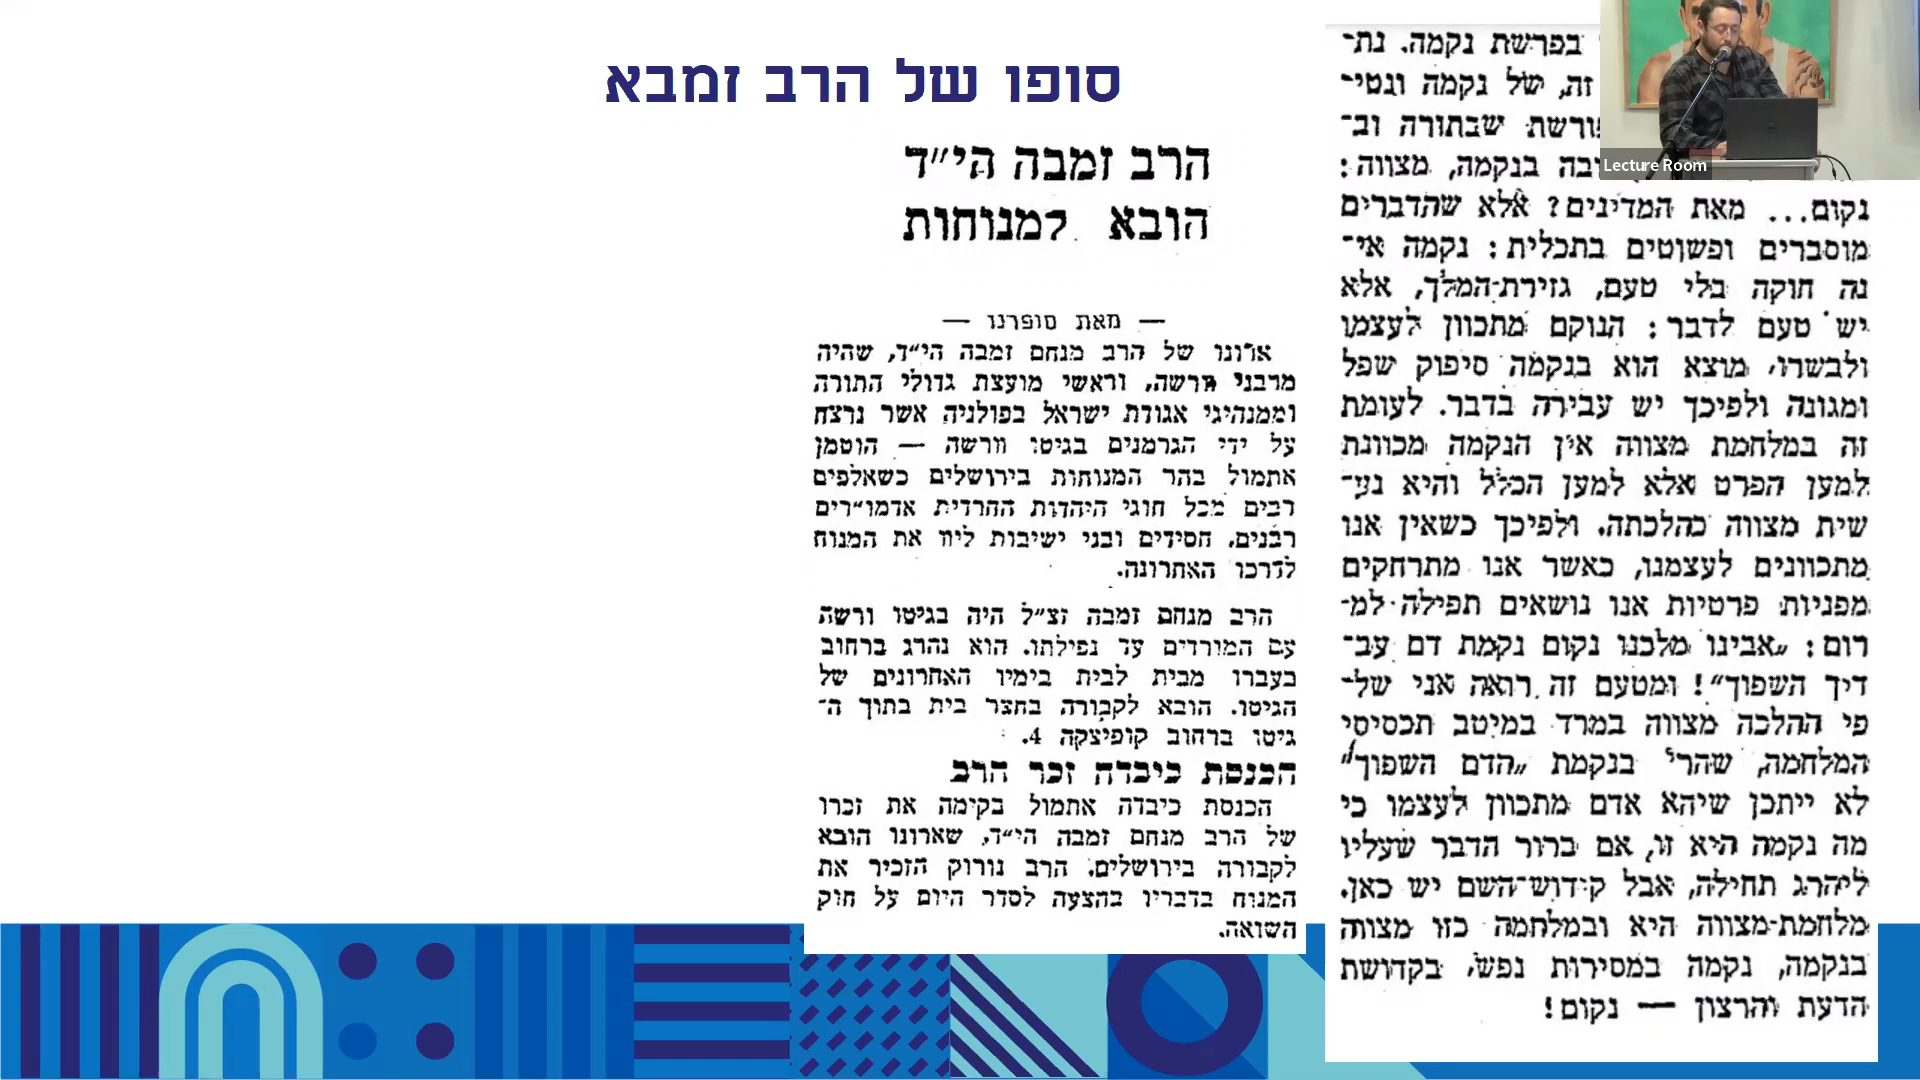 סופו של הרב זמבא
הרב זמבה הי״ד
הובא למנוחות
— מאת סופרנו —
ארונו של הרב מנחם זמבה הי״ד, שהיה
מרבני ורשה, וראשי מועצת גדולי התורה
וממנהיגי אגודת ישראל בפולניה אשר נרצח
על ידי הגרמנים בגיטו וורשה — הוטמן
אתמול בהר המנוחות בירושלים כשאלפים
רבים מכל חוגי היהדות החרדית אדמו״רים
רבנים, חסידים ובני ישיבות ליוו את המנוח
לדרכו האחרונה.
הרב מנחם זמבה זצ״ל היה בגיטו ורשה
עם המורדים עד נפילתו. הוא נהרג ברחוב
בעברו מבית לבית בימיו האחרונים של
הגיטו. הובא לקבורה בחצר בית בתוך ה־
גיטו ברחוב קופיצקה 4.
הכנסת כיבדה זכר הרב
הכנסת כיבדה אתמול בקימה את זכרו
של הרב מנחם זמבה הי״ד, שארונו הובא
לקבורה בירושלים. הרב נורוק הזכיר את
המנוח בדבריו בהצעה לסדר היום על חוק
השואה.
בפרשת נקמה. נת־
זה, של נקמה ונטי־
שבתורה וב־
בנקמה, מצווה:
נקום... מאת המדינים? אלא שהדברים
מוסברים ופשוטים בתכלית: נקמה אי־
נה חוקה בלי טעם, גזירת־המלך, אלא
יש טעם לדבר: הנוקם מתכוון לעצמו
ולבשרו, מוצא הוא בנקמה סיפוק שפל
ומגונה ולפיכך יש עבירה בדבר. לעומת
זה במלחמת מצווה אין הנקמה מכוונת
למען הפרט אלא למען הכלל והיא נע־
שית מצווה כהלכתה. ולפיכך כשאין אנו
מתכוונים לעצמנו, כאשר אנו מתרחקים
מפניות פרטיות אנו נושאים תפילה למ־
רום: „אבינו מלכנו נקום נקמת דם עב־
דיך השפוך״! ומטעם זה רואה אני של־
פי ההלכה מצווה במרד במיטב תכסיסי
המלחמה, שהרי בנקמת „הדם השפוך״
לא ייתכן שיהא אדם מתכוון לעצמו כי
מה נקמה היא זו, אם ברור הדבר שעליו
ליהרג תחילה, אבל קידוש־השם יש כאן.
מלחמת־מצווה היא ובמלחמה כזו מצווה
בנקמה, נקמה במסירות נפש, בקדושת
הדעת והרצון — נקום!
Lecture Room